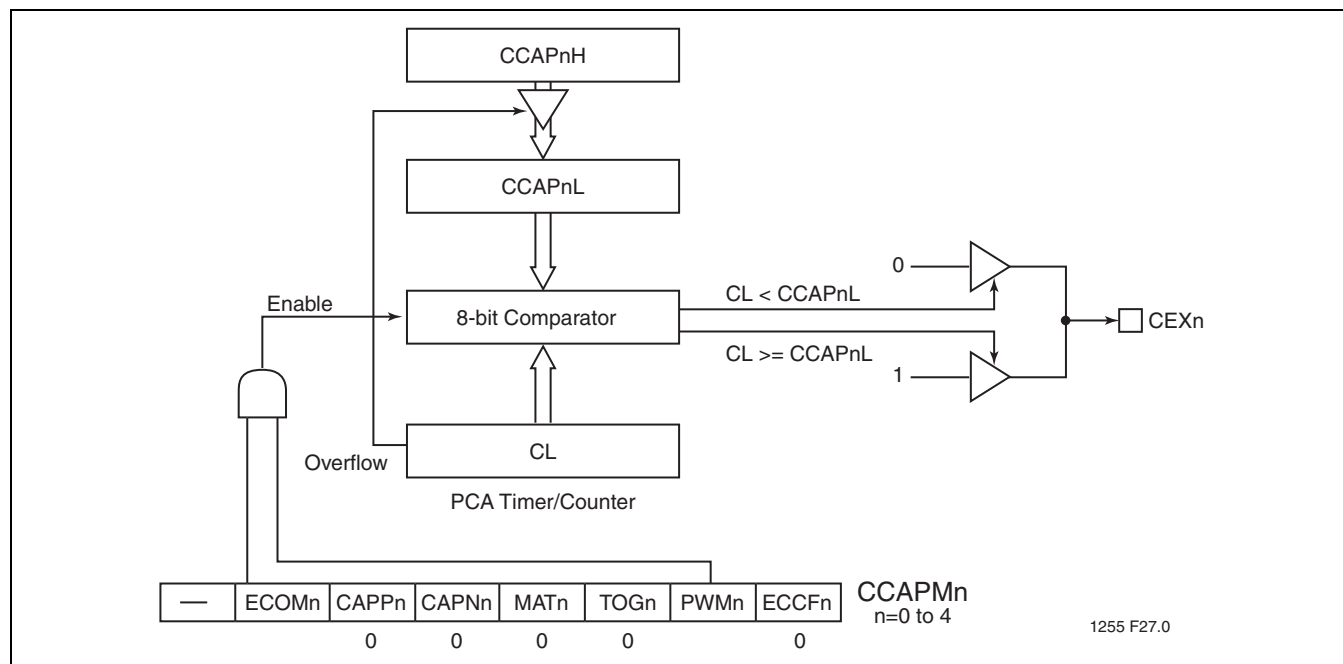 CCAPnH
CCAPnL
0
CL < CCAPnL
Enable
8-bit Comparator
CEXn
CL >= CCAPnL
1
Overflow
CL
PCA Timer/Counter
— ECOMn CAPPn CAPNn MATn TOGn PWMn ECCFn CCAPMn
n=0 to 4
0 0 0 0 0
1255 F27.0